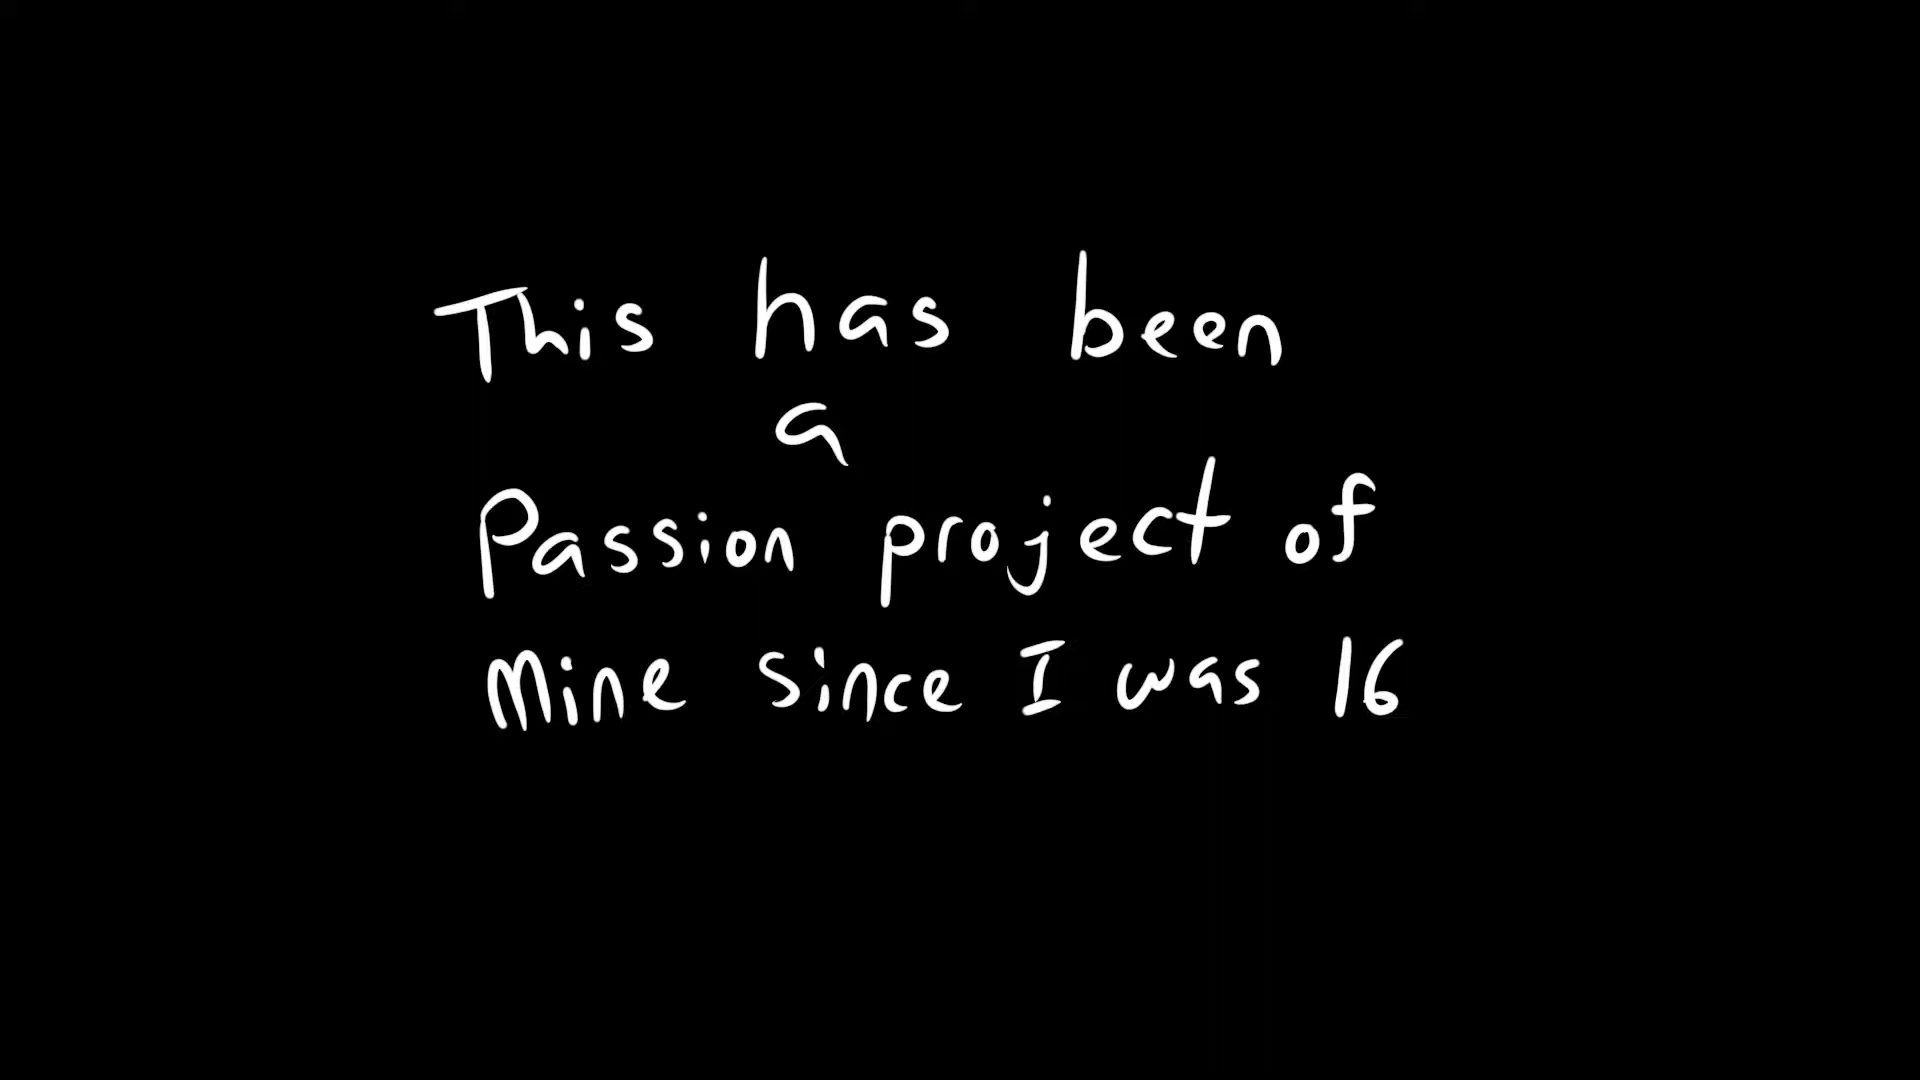 This has been
a
Passion project of
Mine since I was 16